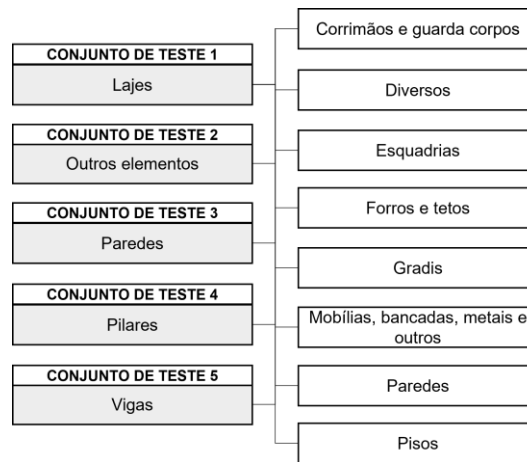 CONJUNTO DE TESTE 1
Lajes
CONJUNTO DE TESTE 2
Outros elementos
CONJUNTO DE TESTE 3
Paredes
CONJUNTO DE TESTE 4
Pilares
CONJUNTO DE TESTE 5
Vigas
Corrimãos e guarda corpos
Diversos
Esquadrias
Forros e tetos
Gradis
Mobílias, bancadas, metais e
outros
Paredes
Pisos